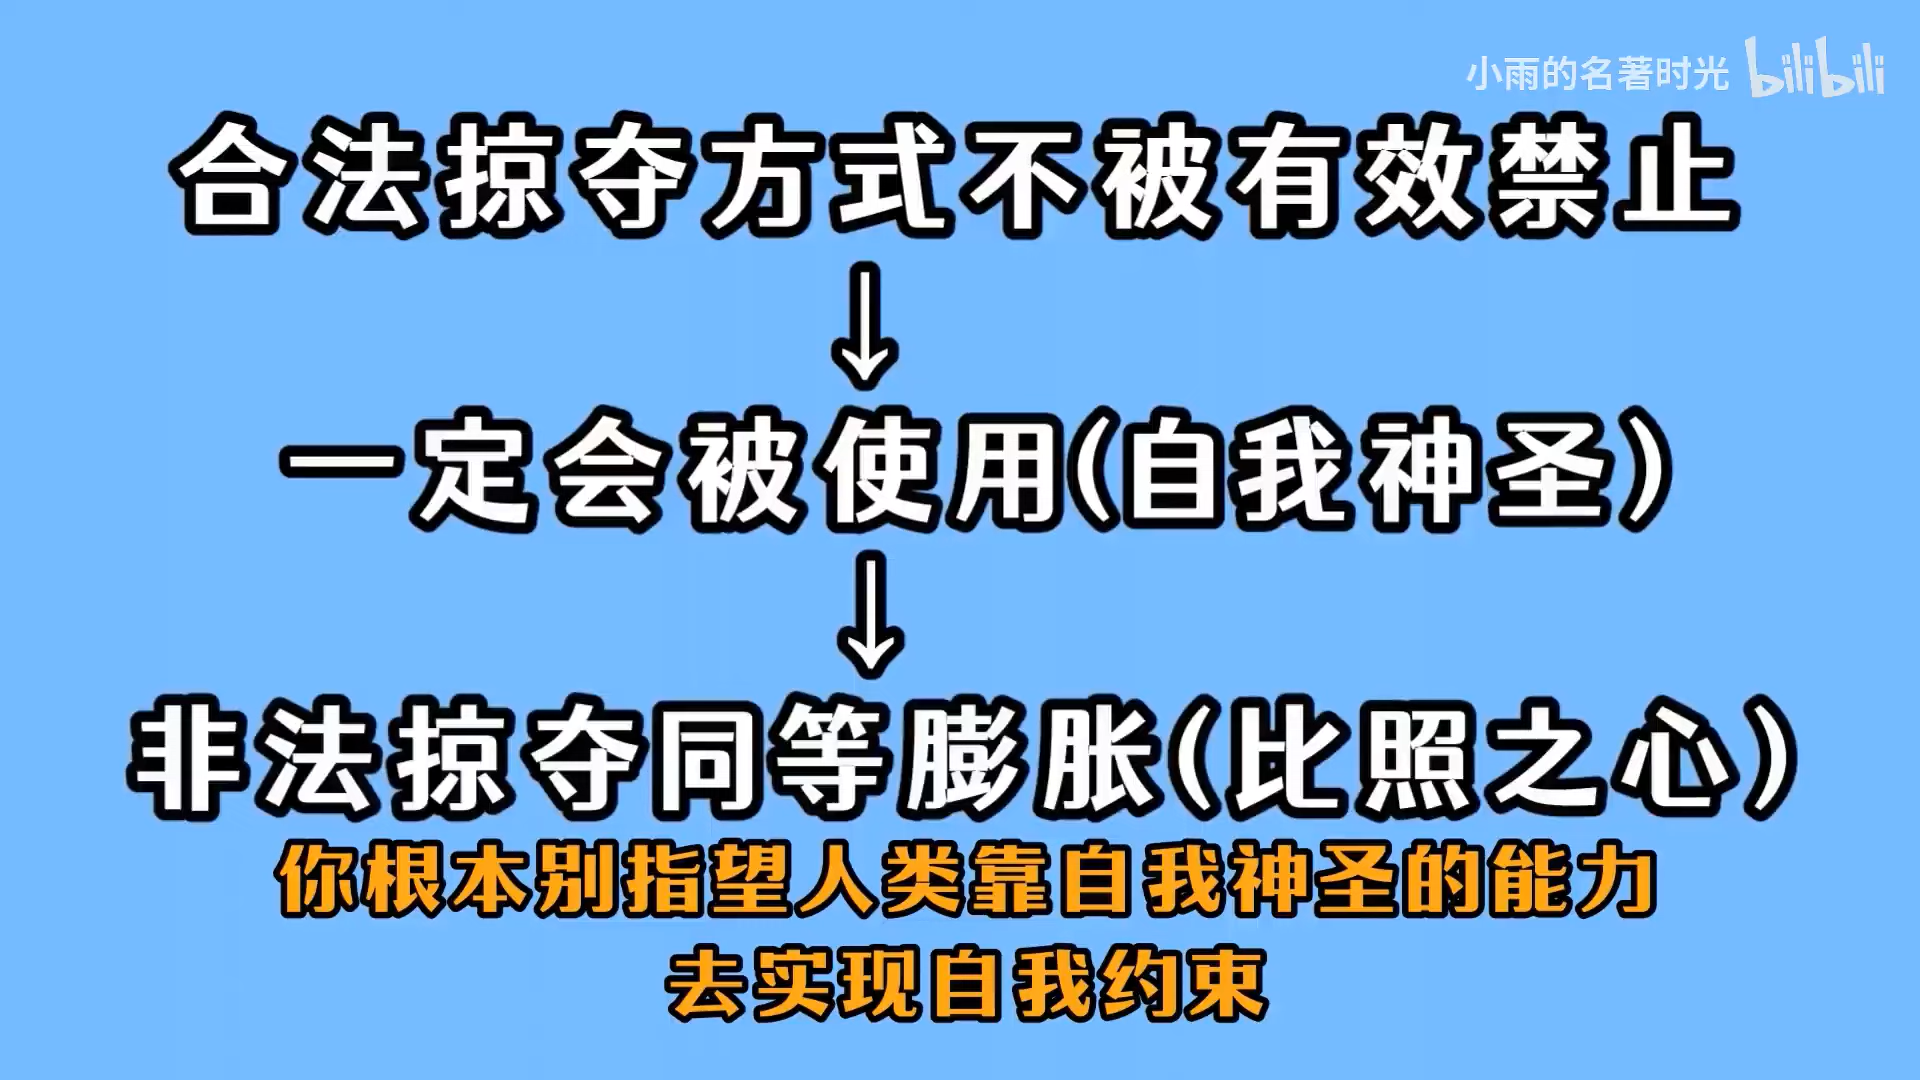 小雨的名著时光 bilibili
合法掠夺方式不被有效禁止
↓
一定会被使用(自我神圣)
↓
非法掠夺同等膨胀(比照之心)
你根本别指望人类靠自我神圣的能力
去实现自我约束